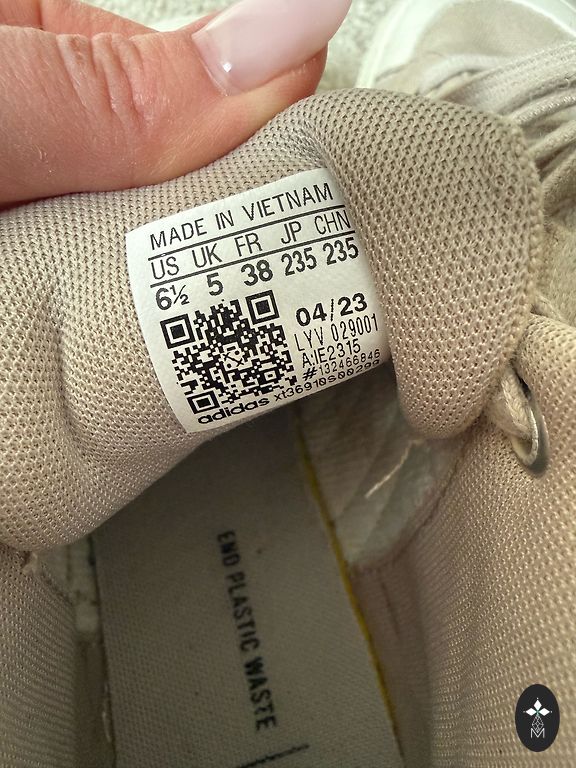 MADE IN VIETNAM
US UK FR JP CHN
6½ 5 38 235 235
04/23
LYV 029001
A:IE2315
#132466846
adidas xt36910S00299
END PLASTIC WASTE
M